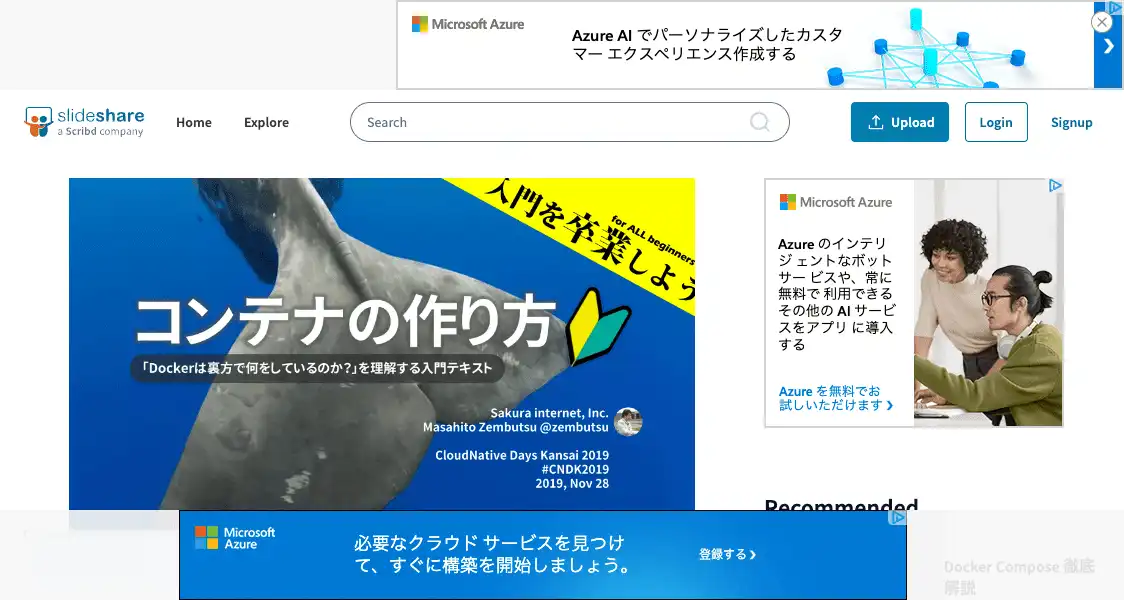 Microsoft Azure
Azure AI でパーソナライズしたカスタ
マー エクスペリエンス作成する
slideshare
a Scribd company
Home
Explore
Search
Upload
Login
Signup
入門を卒業しよう
for ALL beginners
コンテナの作り方
「Dockerは裏方で何をしているのか？」を理解する入門テキスト
Sakura internet, Inc.
Masahito Zembutsu @zembutsu
CloudNative Days Kansai 2019
#CNDK2019
2019, Nov 28
Microsoft Azure
Azure のインテリ
ジェントなボット
サー ビスや、常に
無料で 利用できる
その他の AI サービ
スをアプリ に導入
する
Azure を無料でお
試しいただけます
Recommended
Microsoft
Azure
必要なクラウド サービスを見つけ
て、すぐに構築を開始しましょう。
登録する
Docker Compose 徹底
解説